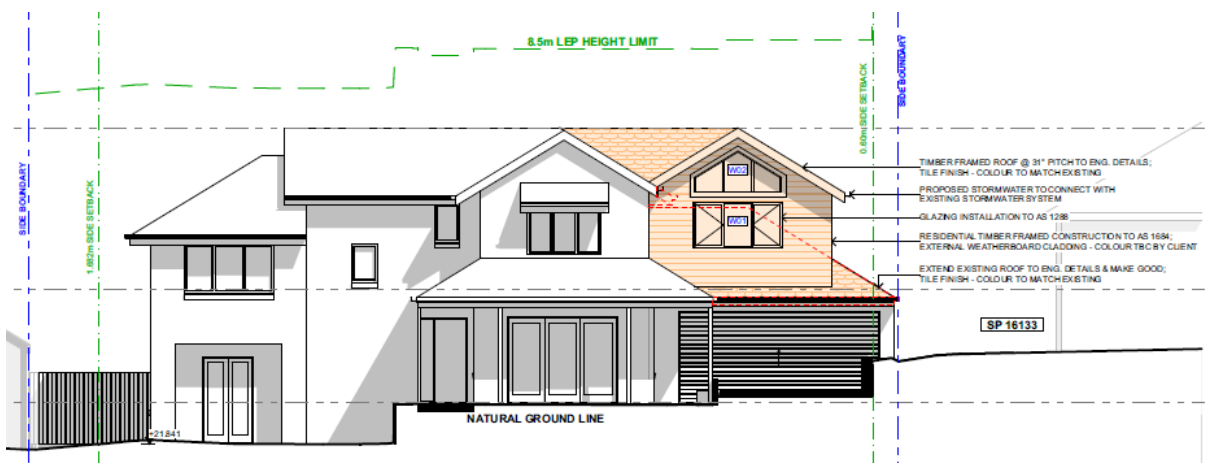 8.5m LEP HEIGHT LIMIT
SIDE BOUNDARY
0.60m SIDE SETBACK
TIMBER FRAMED ROOF @ 31° PITCH TO ENG. DETAILS;
TILE FINISH - COLOUR TO MATCH EXISTING
W02
PROPOSED STORMWATER TO CONNECT WITH
EXISTING STORMWATER SYSTEM
SIDE BOUNDARY
1.682m SIDE SETBACK
GLAZING INSTALLATION TO AS 1288
W01
RESIDENTIAL TIMBER FRAMED CONSTRUCTION TO AS 1684;
EXTERNAL WEATHERBOARD CLADDING - COLOUR TBC BY CLIENT
EXTEND EXISTING ROOF TO ENG. DETAILS & MAKE GOOD;
TILE FINISH - COLOUR TO MATCH EXISTING
SP 16133
NATURAL GROUND LINE
+21.841